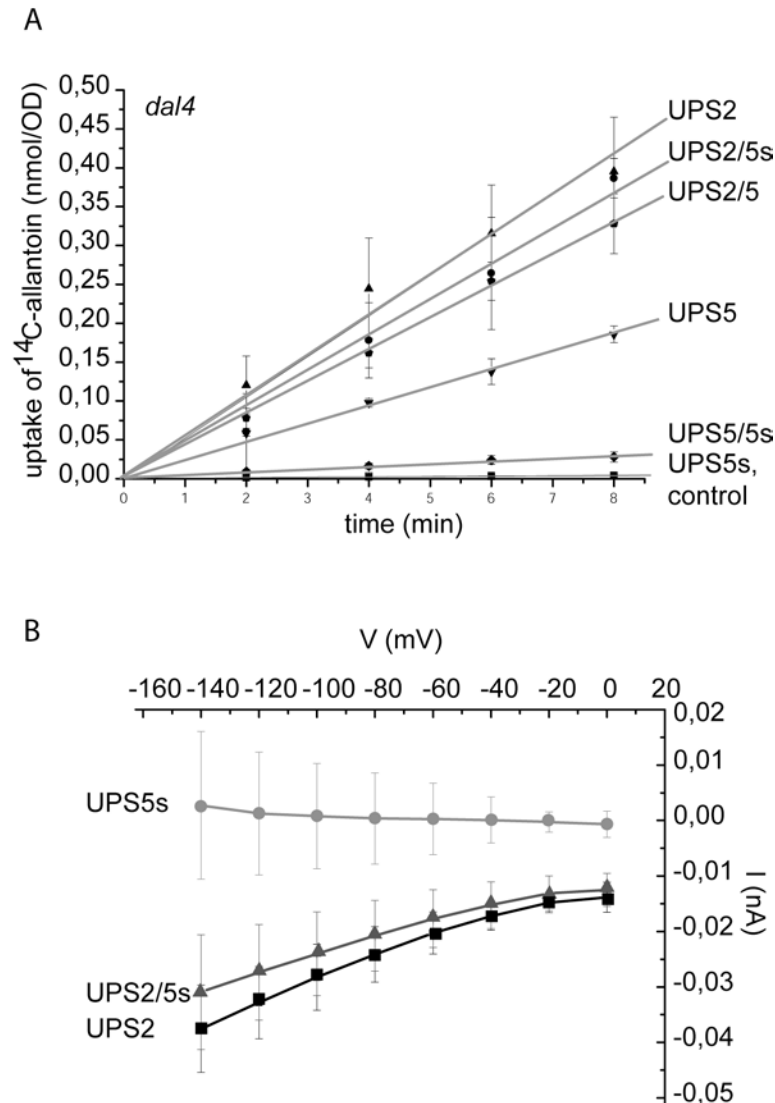 A
uptake of ¹⁴C-allantoin (nmol/OD)
0,50
0,45
0,40
0,35
0,30
0,25
0,20
0,15
0,10
0,05
0,00
dal4
UPS2
UPS2/5s
UPS2/5
UPS5
UPS5/5s
UPS5s,
control
0 1 2 3 4 5 6 7 8
time (min)
B
V (mV)
-160 -140 -120 -100 -80 -60 -40 -20 0 20
0,02
0,01
0,00
-0,01
-0,02
-0,03
-0,04
-0,05
I (nA)
UPS5s
UPS2/5s
UPS2